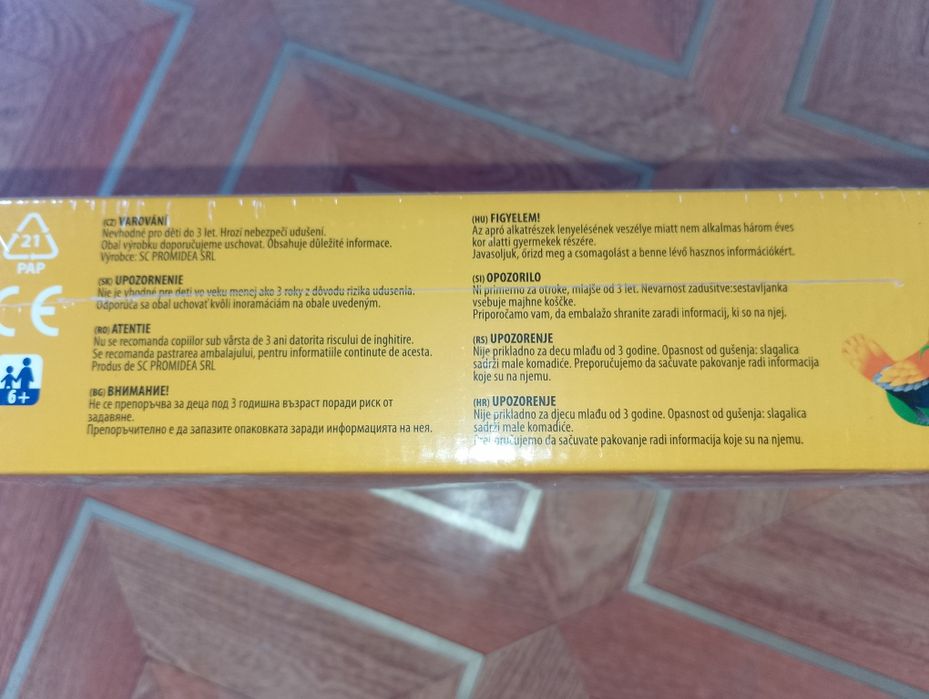 21
PAP
CE
6+
(CZ) VAROVÁNÍ
Nevhodné pro děti do 3 let. Hrozí nebezpečí udušení.
Obal výrobku doporučujeme uschovat. Obsahuje důležité informace.
Výrobce: SC PROMIDEA SRL
(SK) UPOZORNENIE
Nie je vhodné pre deti vo veku menej ako 3 roky z dôvodu rizika udusenia.
Odporúča sa obal uchovať kvôli inoramáciám na obale uvedeným.
(RO) ATENTIE
Nu se recomanda copiilor sub vârsta de 3 ani datorita riscului de inghitire.
Se recomanda pastrarea ambalajului, pentru informatiile continute de acesta.
Produs de SC PROMIDEA SRL
(BG) ВНИМАНИЕ!
Не се препоръчва за деца под 3 годишна възраст поради риск от
задавяне.
Препоръчително е да запазите опаковката заради информацията на нея.
(HU) FIGYELEM!
Az apró alkatrészek lenyelésének veszélye miatt nem alkalmas három éves
kor alatti gyermekek részére.
Javasoljuk, őrizd meg a csomagolást a benne lévő hasznos információkért.
(SI) OPOZORILO
Ni primerno za otroke, mlajše od 3 let. Nevarnost zadušitve:sestavljanka
vsebuje majhne koščke.
Priporočamo vam, da embalažo shranite zaradi informacij, ki so na njej.
(RS) UPOZORENJE
Nije prikladno za decu mlađu od 3 godine. Opasnost od gušenja: slagalica
sadrži male komadiće. Preporučujemo da sačuvate pakovanje radi informacija
koje su na njemu.
(HR) UPOZORENJE
Nije prikladno za djecu mlađu od 3 godine. Opasnost od gušenja: slagalica
sadrži male komadiće.
Preporučujemo da sačuvate pakovanje radi informacija koje su na njemu.